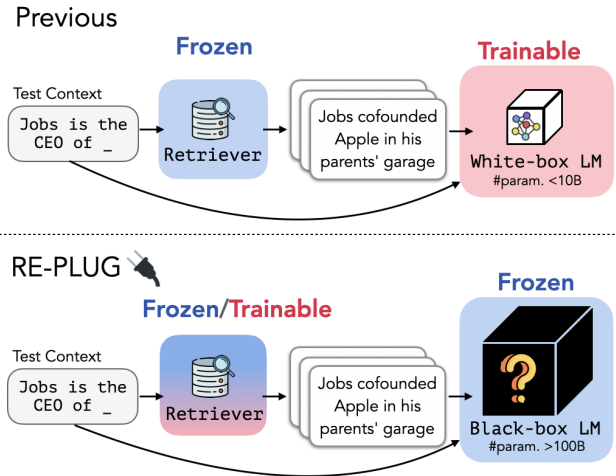 Previous
Frozen
Trainable
Test Context
Jobs is the
CEO of _
Retriever
Jobs cofounded
Apple in his
parents' garage
White-box LM
#param. <10B
RE-PLUG
Frozen/Trainable
Frozen
Test Context
Jobs is the
CEO of _
Retriever
Jobs cofounded
Apple in his
parents' garage
?
Black-box LM
#param. >100B